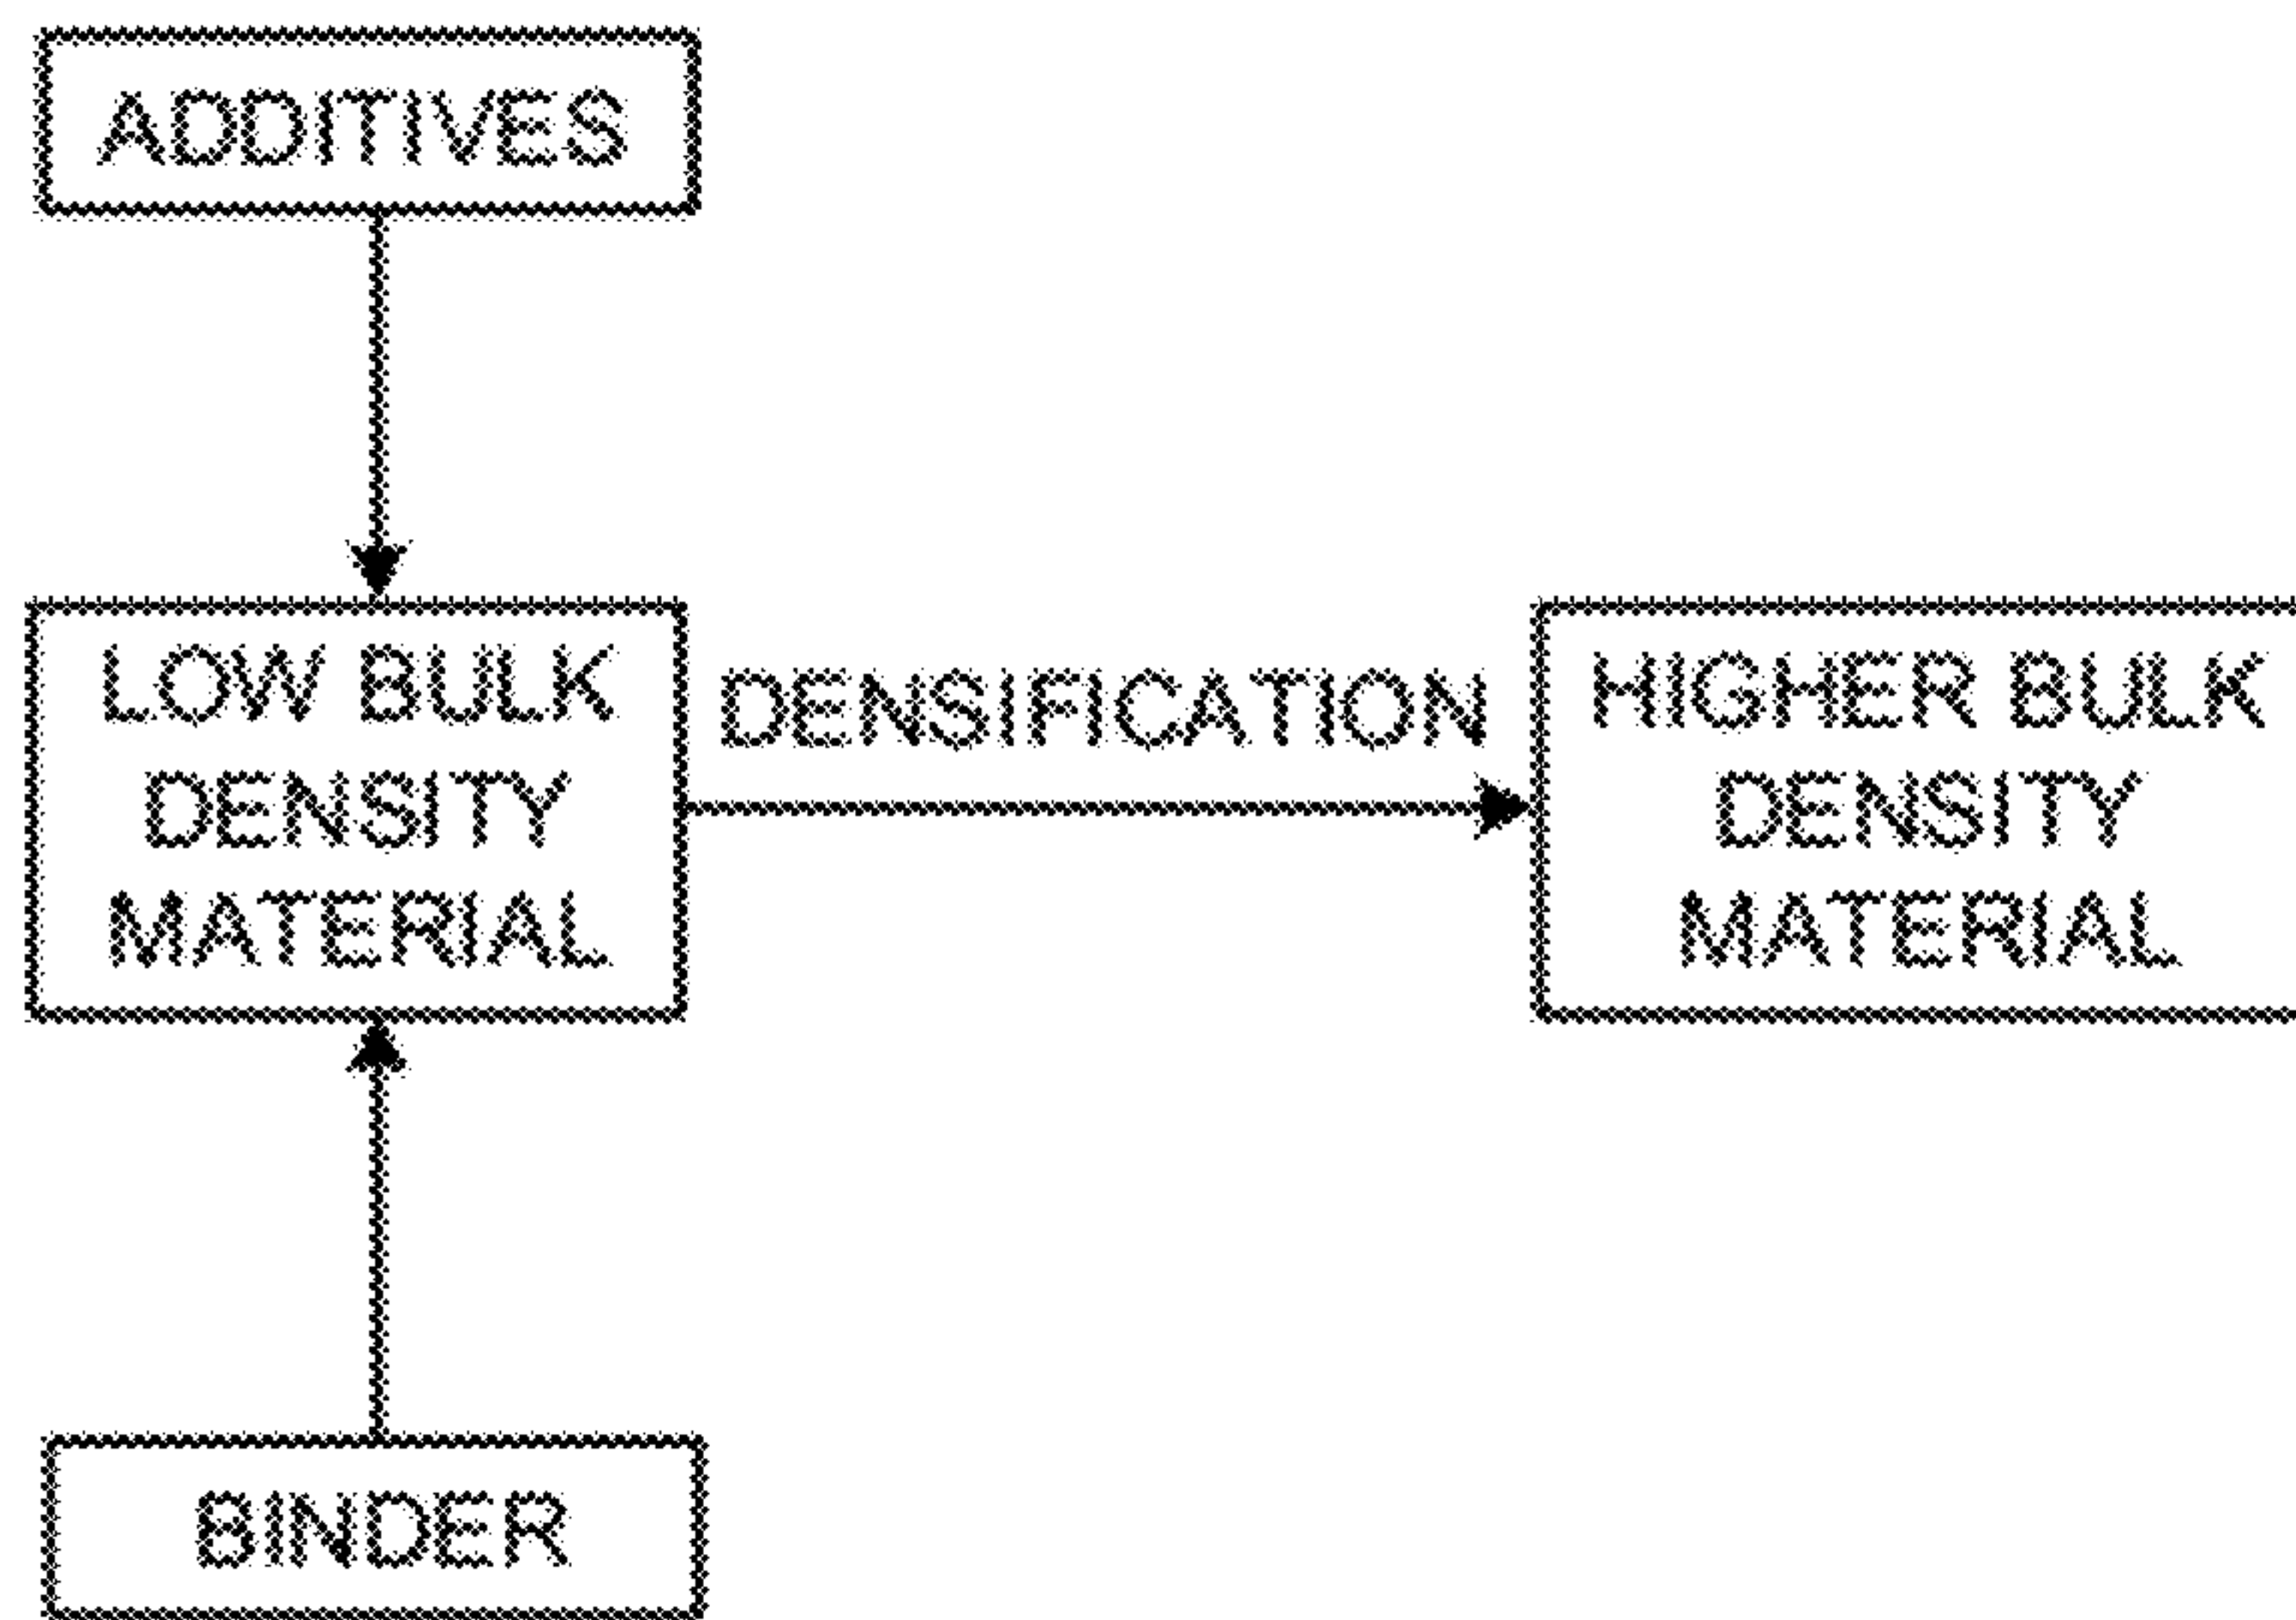 ADDITIVES
LOW BULK
DENSITY
MATERIAL
DENSIFICATION
HIGHER BULK
DENSITY
MATERIAL
BINDER